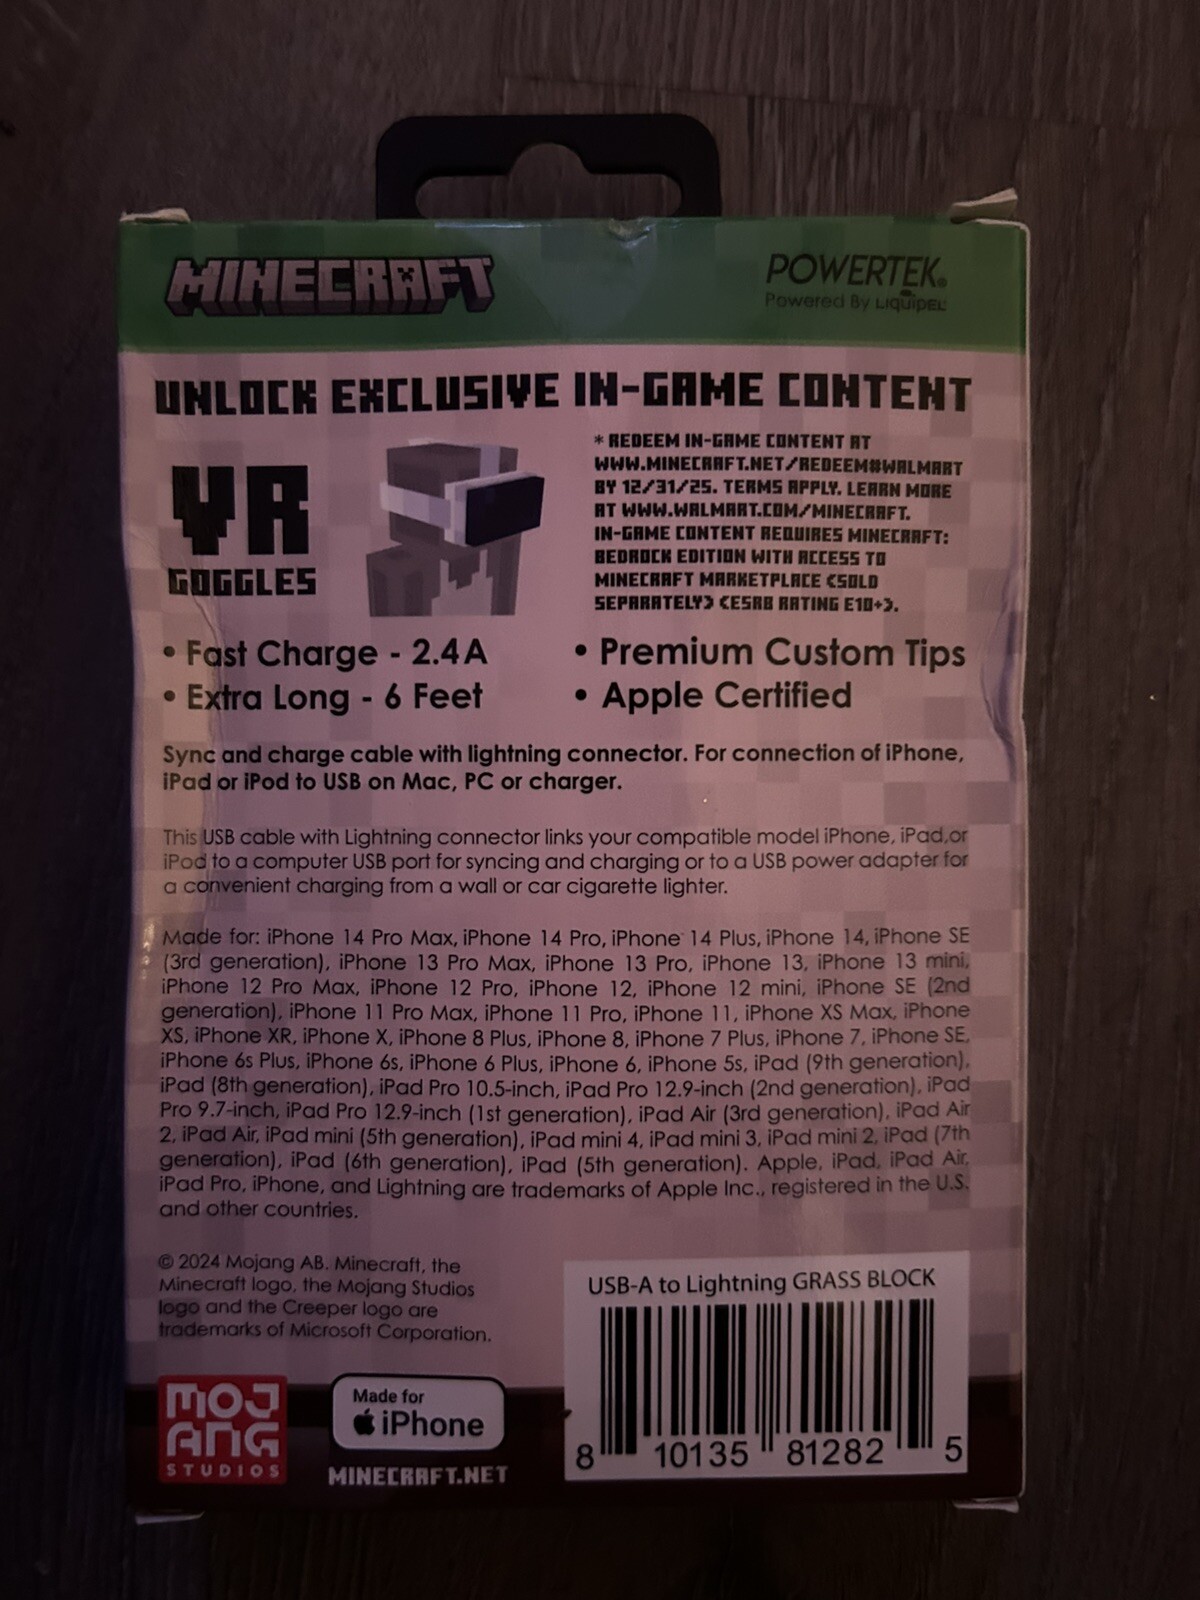 MINECRAFT
POWERTEK®
Powered By LIQUIPEL
UNLOCK EXCLUSIVE IN-GAME CONTENT
VR
GOGGLES
* REDEEM IN-GAME CONTENT AT
WWW.MINECRAFT.NET/REDEEM#WALMART
BY 12/31/25. TERMS APPLY. LEARN MORE
AT WWW.WALMART.COM/MINECRAFT.
IN-GAME CONTENT REQUIRES MINECRAFT:
BEDROCK EDITION WITH ACCESS TO
MINECRAFT MARKETPLACE (SOLD
SEPARATELY) (ESRB RATING E10+).
• Fast Charge - 2.4A
• Extra Long - 6 Feet
• Premium Custom Tips
• Apple Certified
Sync and charge cable with lightning connector. For connection of iPhone,
iPad or iPod to USB on Mac, PC or charger.
This USB cable with Lightning connector links your compatible model iPhone, iPad,or
iPod to a computer USB port for syncing and charging or to a USB power adapter for
a convenient charging from a wall or car cigarette lighter.
Made for: iPhone 14 Pro Max, iPhone 14 Pro, iPhone 14 Plus, iPhone 14, iPhone SE
(3rd generation), iPhone 13 Pro Max, iPhone 13 Pro, iPhone 13, iPhone 13 mini,
iPhone 12 Pro Max, iPhone 12 Pro, iPhone 12, iPhone 12 mini, iPhone SE (2nd
generation), iPhone 11 Pro Max, iPhone 11 Pro, iPhone 11, iPhone XS Max, iPhone
XS, iPhone XR, iPhone X, iPhone 8 Plus, iPhone 8, iPhone 7 Plus, iPhone 7, iPhone SE,
iPhone 6s Plus, iPhone 6s, iPhone 6 Plus, iPhone 6, iPhone 5s, iPad (9th generation),
iPad (8th generation), iPad Pro 10.5-inch, iPad Pro 12.9-inch (2nd generation), iPad
Pro 9.7-inch, iPad Pro 12.9-inch (1st generation), iPad Air (3rd generation), iPad Air
2, iPad Air, iPad mini (5th generation), iPad mini 4, iPad mini 3, iPad mini 2, iPad (7th
generation), iPad (6th generation), iPad (5th generation). Apple, iPad, iPad Air,
iPad Pro, iPhone, and Lightning are trademarks of Apple Inc., registered in the U.S.
and other countries.
© 2024 Mojang AB. Minecraft, the
Minecraft logo, the Mojang Studios
logo and the Creeper logo are
trademarks of Microsoft Corporation.
MOJ
ANG
STUDIOS
Made for
iPhone
MINECRAFT.NET
USB-A to Lightning GRASS BLOCK
8 10135 81282 5